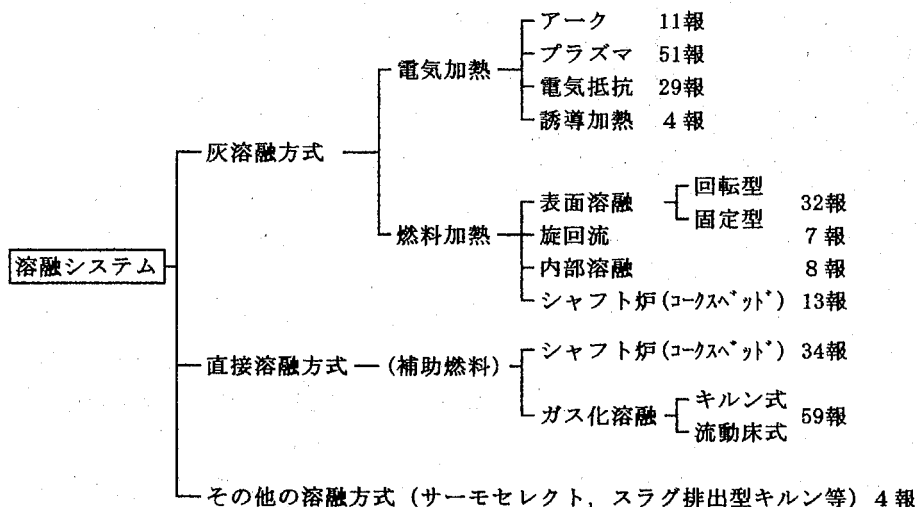 アーク 11報
プラズマ 51報
電気加熱
電気抵抗 29報
誘導加熱 4報
灰溶融方式
回転型
表面溶融 32報
固定型
燃料加熱
旋回流 7報
溶融システム
内部溶融 8報
シャフト炉(コークスベッド) 13報
シャフト炉(コークスベッド) 34報
直接溶融方式 ― (補助燃料)
キルン式
ガス化溶融 59報
流動床式
その他の溶融方式 (サーモセレクト, スラグ排出型キルン等) 4報